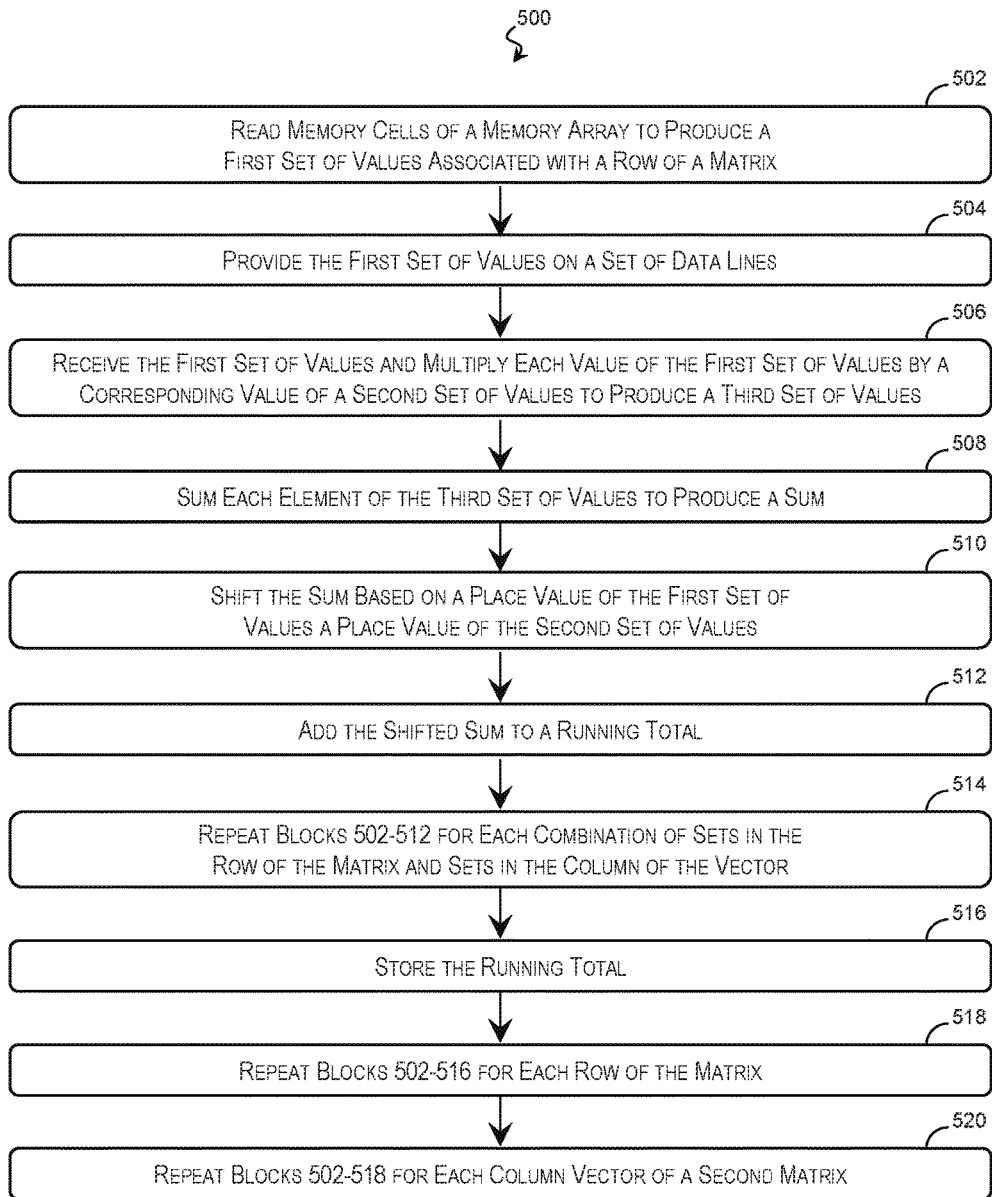 500
502
READ MEMORY CELLS OF A MEMORY ARRAY TO PRODUCE A
FIRST SET OF VALUES ASSOCIATED WITH A ROW OF A MATRIX
504
PROVIDE THE FIRST SET OF VALUES ON A SET OF DATA LINES
506
RECEIVE THE FIRST SET OF VALUES AND MULTIPLY EACH VALUE OF THE FIRST SET OF VALUES BY A
CORRESPONDING VALUE OF A SECOND SET OF VALUES TO PRODUCE A THIRD SET OF VALUES
508
SUM EACH ELEMENT OF THE THIRD SET OF VALUES TO PRODUCE A SUM
510
SHIFT THE SUM BASED ON A PLACE VALUE OF THE FIRST SET OF
VALUES A PLACE VALUE OF THE SECOND SET OF VALUES
512
ADD THE SHIFTED SUM TO A RUNNING TOTAL
514
REPEAT BLOCKS 502-512 FOR EACH COMBINATION OF SETS IN THE
ROW OF THE MATRIX AND SETS IN THE COLUMN OF THE VECTOR
516
STORE THE RUNNING TOTAL
518
REPEAT BLOCKS 502-516 FOR EACH ROW OF THE MATRIX
520
REPEAT BLOCKS 502-518 FOR EACH COLUMN VECTOR OF A SECOND MATRIX